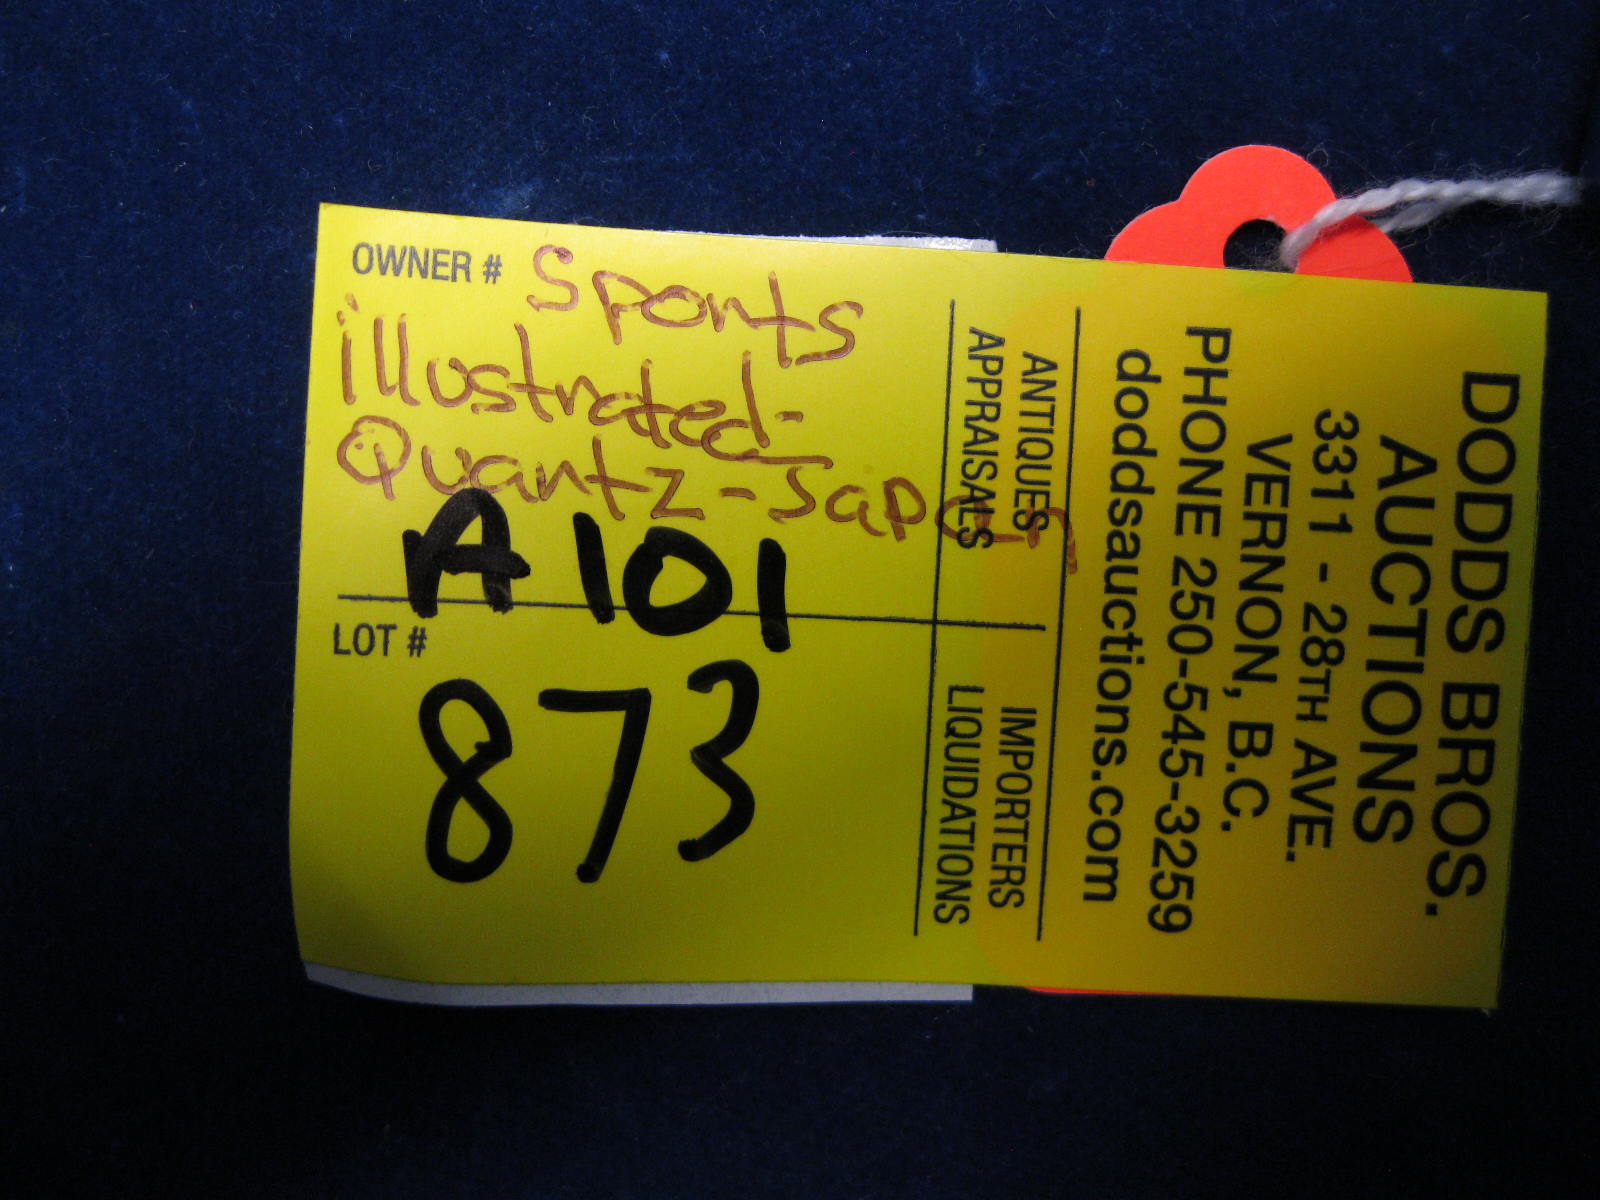 OWNER # Sports
illustrated-
Quartz-Japan
A101
LOT #
873
ANTIQUES
APPRAISALS
IMPORTERS
LIQUIDATIONS
DODDS BROS.
AUCTIONS
3311 - 28TH AVE.
VERNON, B.C.
PHONE 250-545-3259
doddsauctions.com